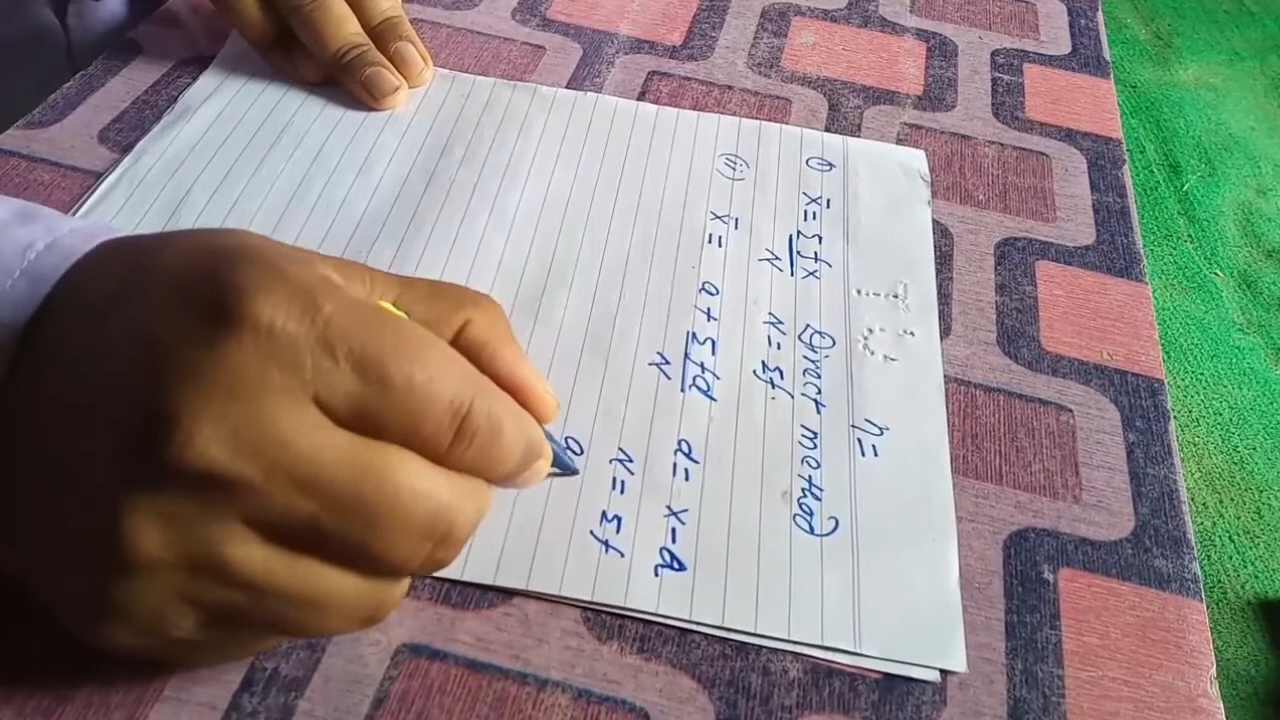 η=
(i) x̄ = Σfx Direct method
N N = Σf.
(ii) x̄ = a + Σfd d = x-a
N
N = Σf
a